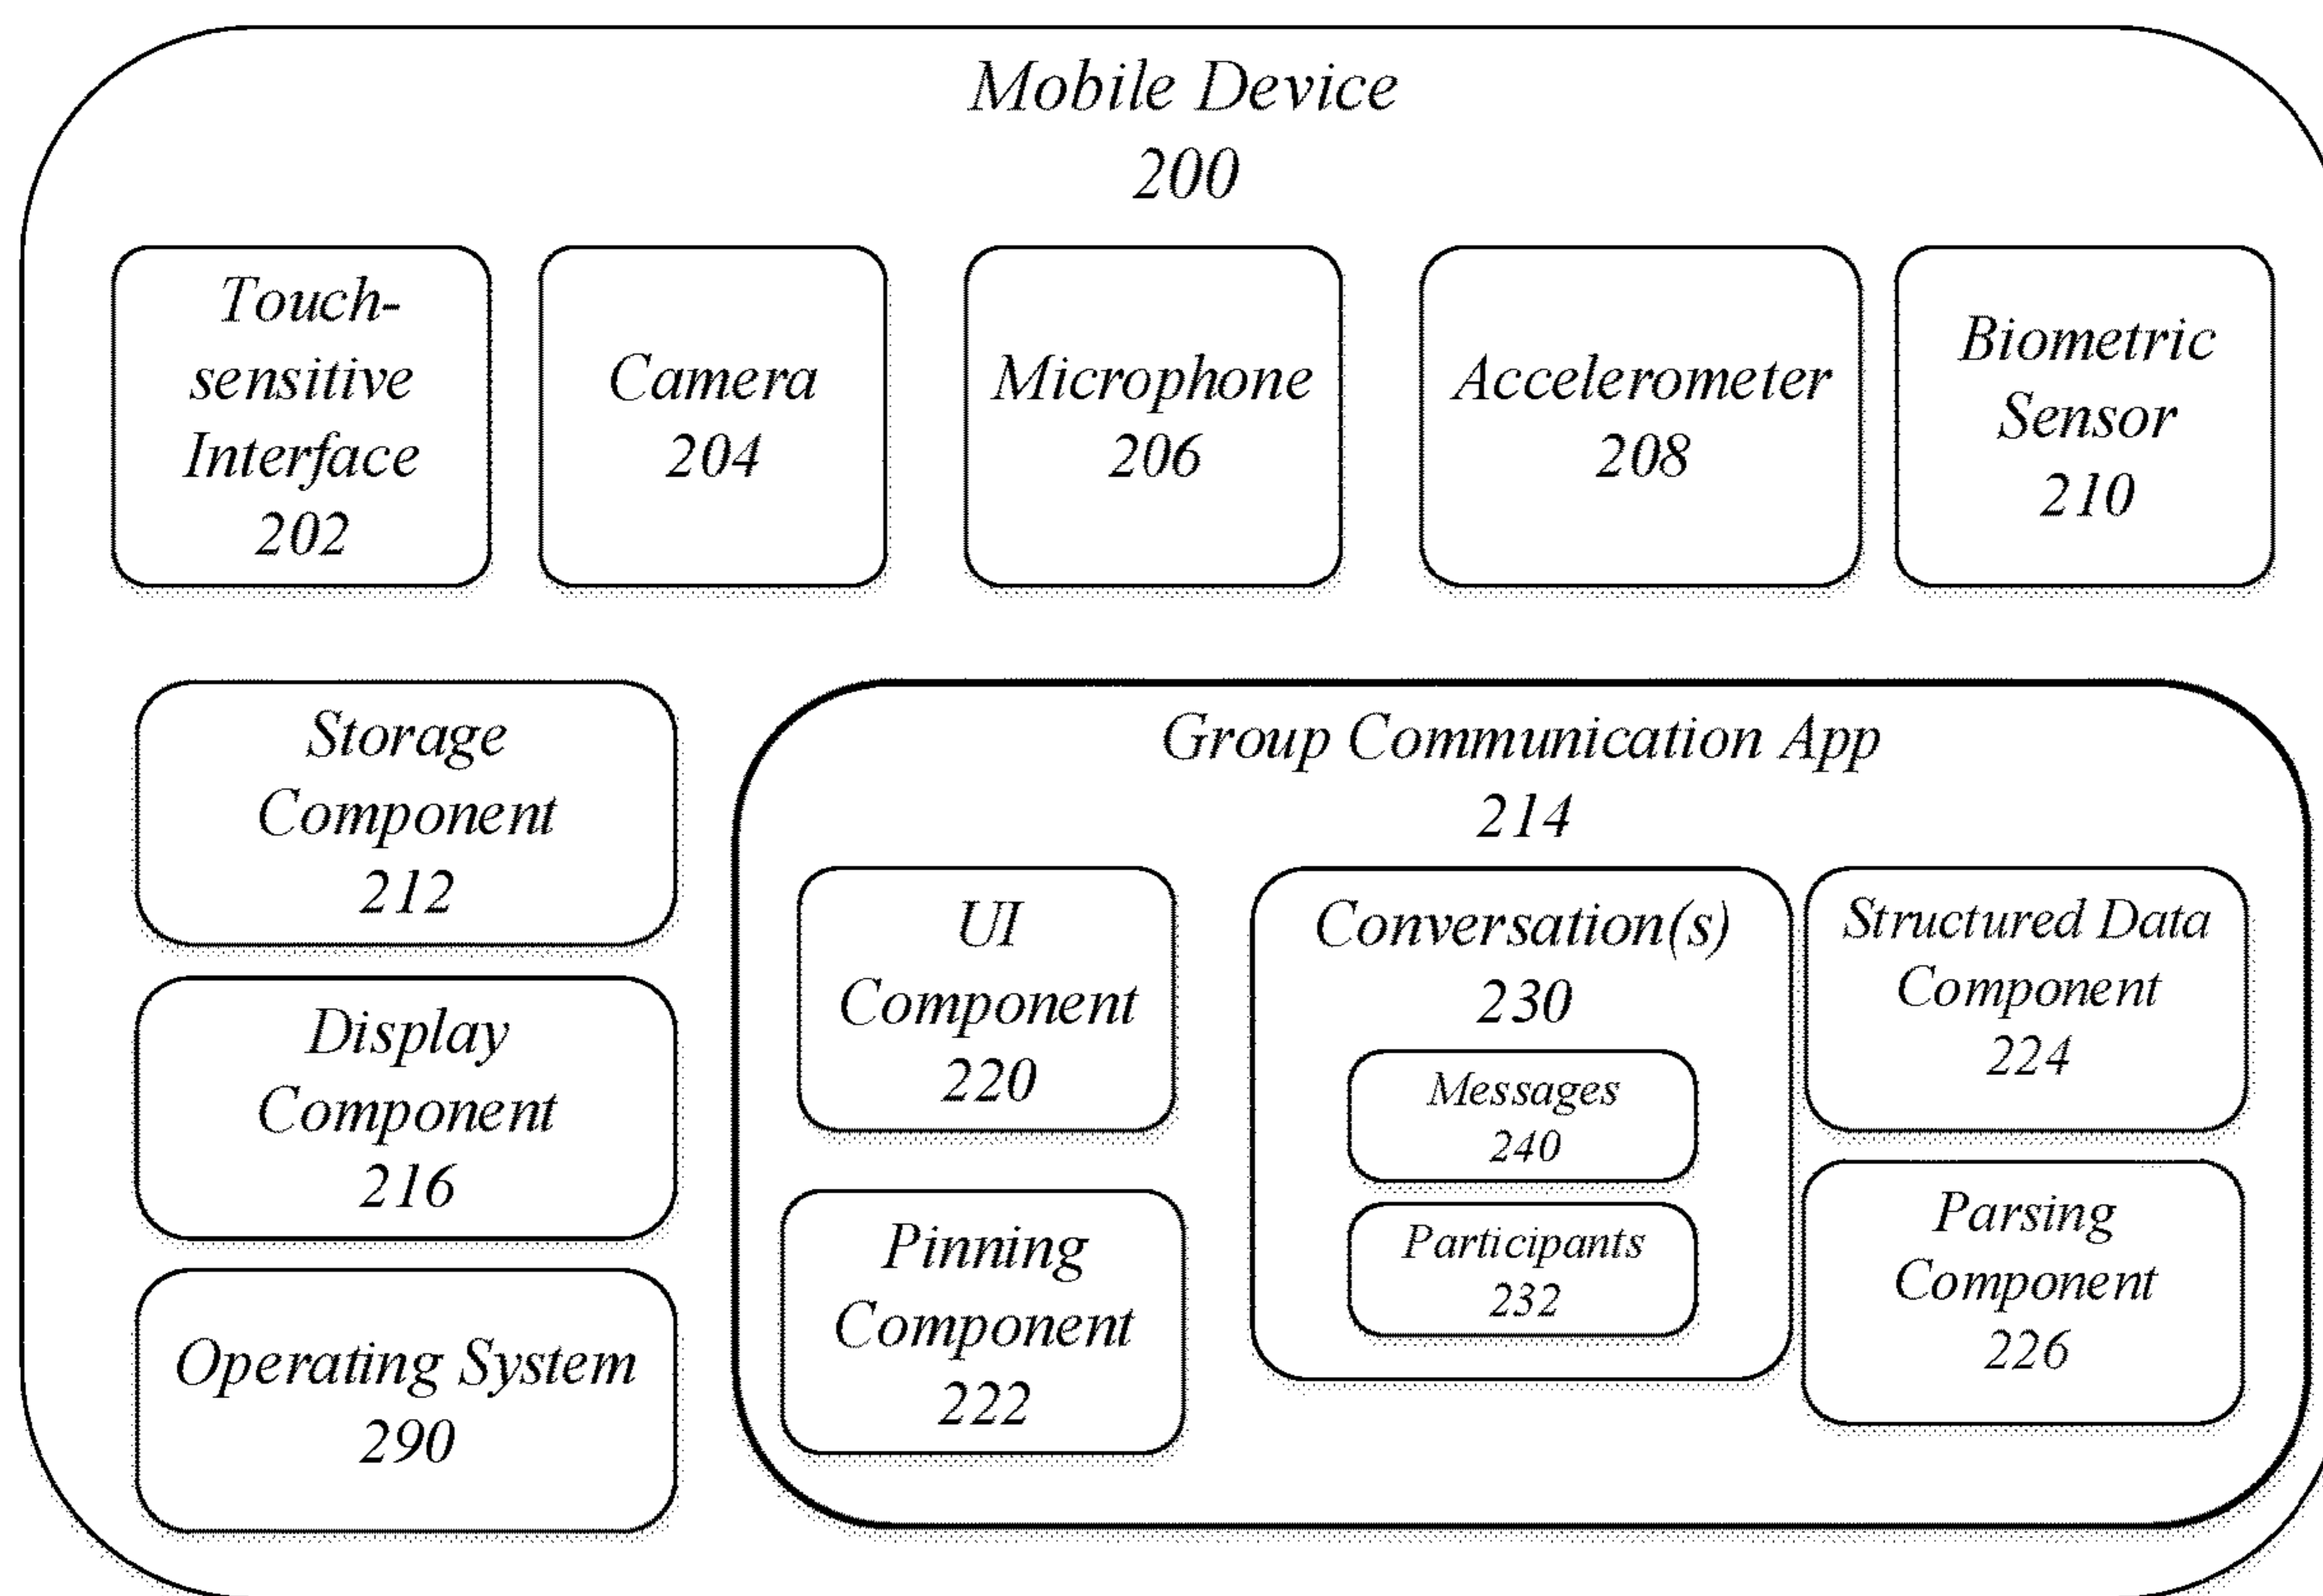 Mobile Device
200
Touch-
sensitive
Interface
202
Camera
204
Microphone
206
Accelerometer
208
Biometric
Sensor
210
Storage
Component
212
Display
Component
216
Operating System
290
Group Communication App
214
UI
Component
220
Pinning
Component
222
Conversation(s)
230
Messages
240
Participants
232
Structured Data
Component
224
Parsing
Component
226